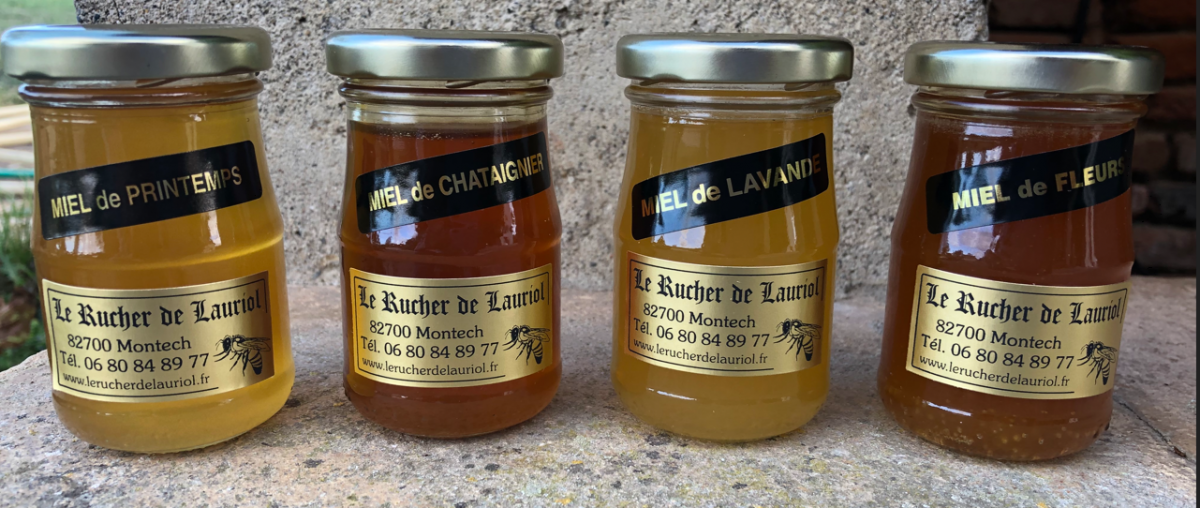 MIEL de PRINTEMPS
Le Rucher de Lauriol
82700 Montech
Tél. 06 80 84 89 77
www.lerucherdelauriol.fr
MIEL de CHATAIGNIER
Le Rucher de Lauriol
82700 Montech
Tél. 06 80 84 89 77
www.lerucherdelauriol.fr
MIEL de LAVANDE
Le Rucher de Lauriol
82700 Montech
Tél. 06 80 84 89 77
www.lerucherdelauriol.fr
MIEL de FLEURS
Le Rucher de Lauriol
82700 Montech
Tél. 06 80 84 89 77
www.lerucherdelauriol.fr